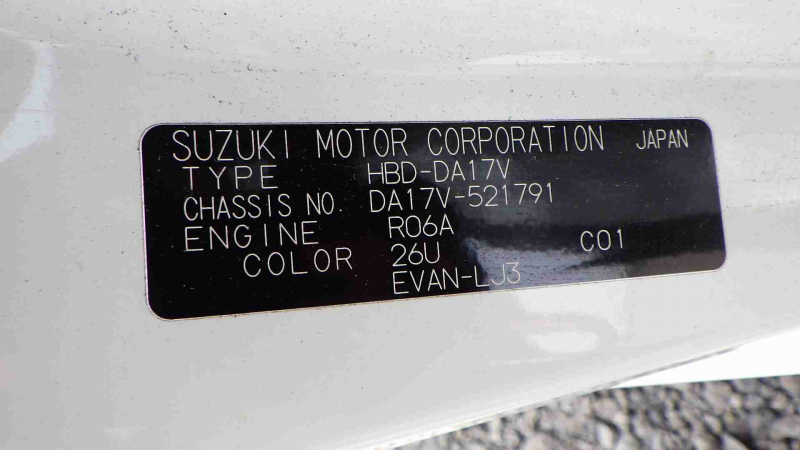 SUZUKI MOTOR CORPORATION JAPAN
TYPE HBD-DA17V
CHASSIS NO. DA17V-521791
ENGINE R06A
COLOR 26U C01
EVAN-LJ3